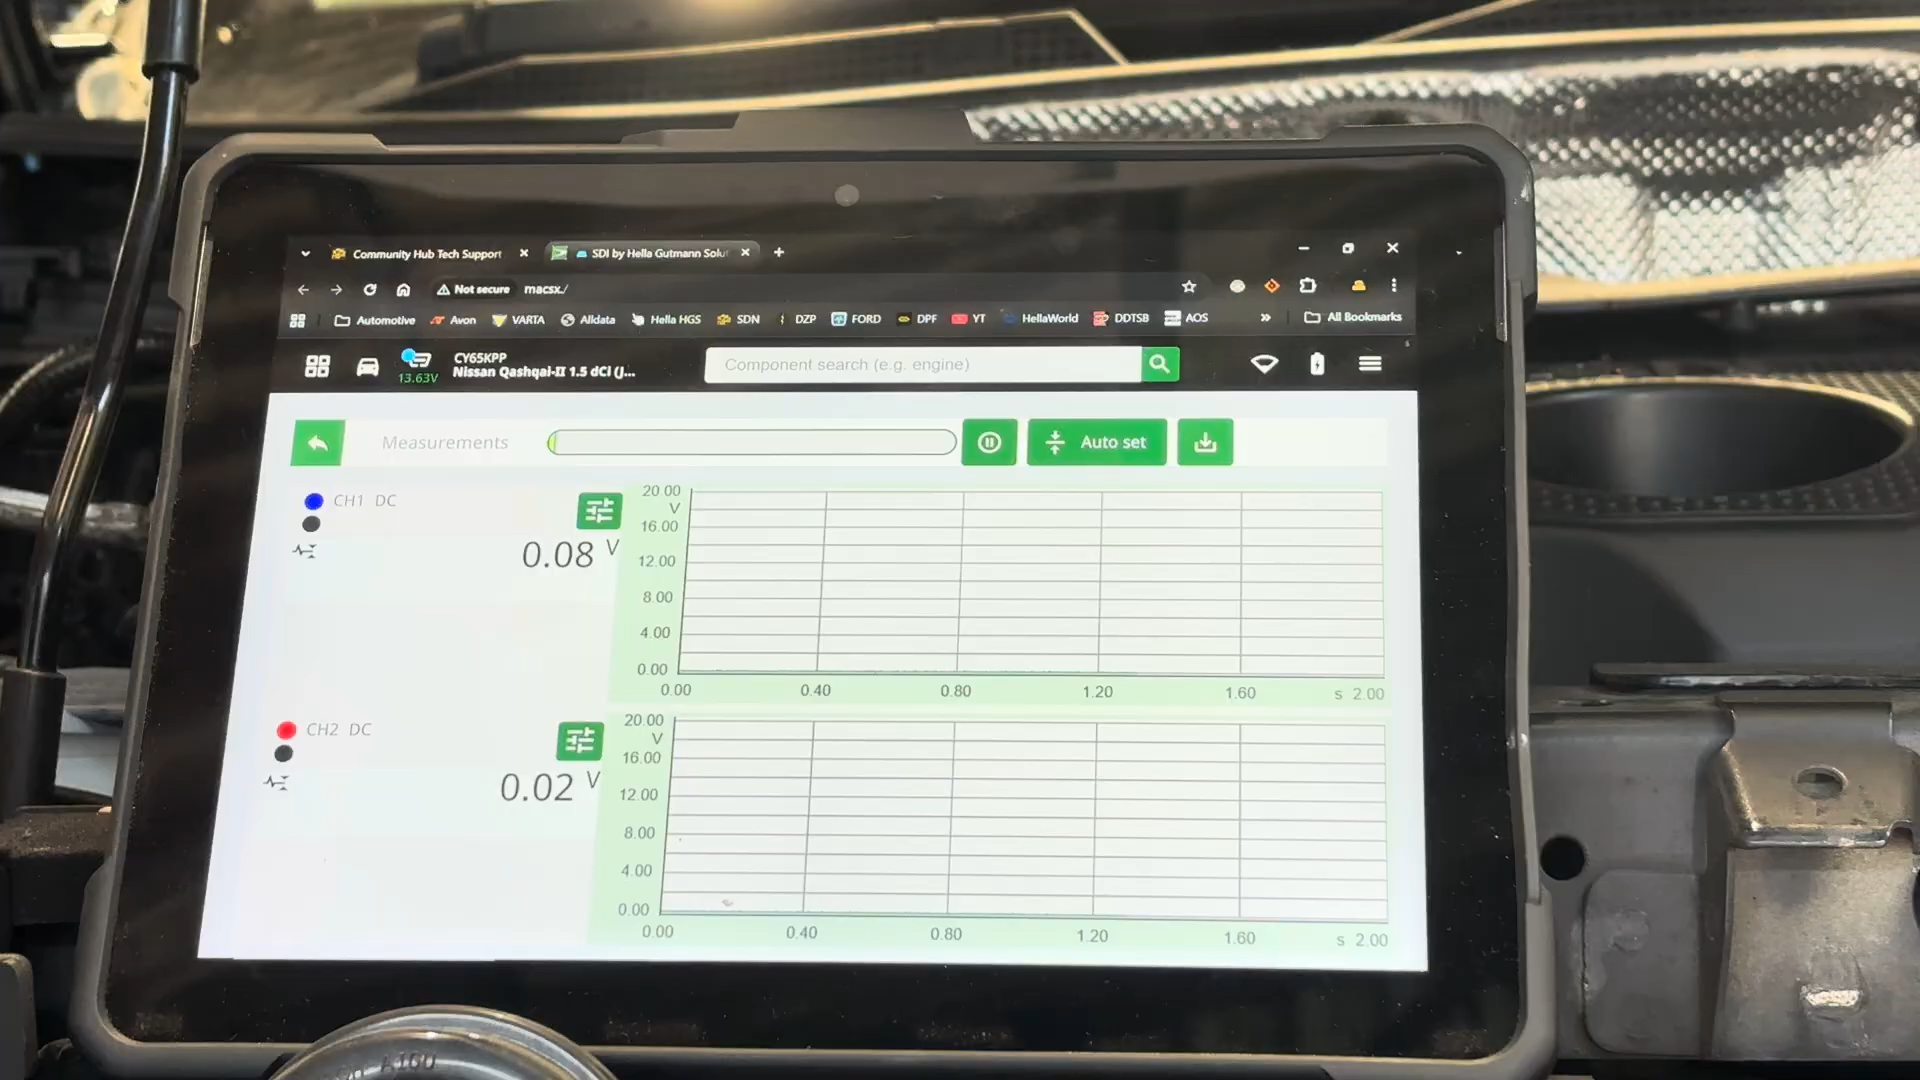 Community Hub Tech Support
SDI by Hella Gutmann Solu
Not secure macsx./
Automotive Avon VARTA Alldata Hella HGS SDN DZP FORD DPF YT HellaWorld DDTSB AOS All Bookmarks
13.63V
CY65KPP
Nissan Qashqai-II 1.5 dCi (J...
Component search (e.g. engine)
Measurements
Auto set
CH1 DC
0.08 V
20.00
V
16.00
12.00
8.00
4.00
0.00
0.00 0.40 0.80 1.20 1.60 s 2.00
CH2 DC
0.02 V
20.00
V
16.00
12.00
8.00
4.00
0.00
0.00 0.40 0.80 1.20 1.60 s 2.00
A16U